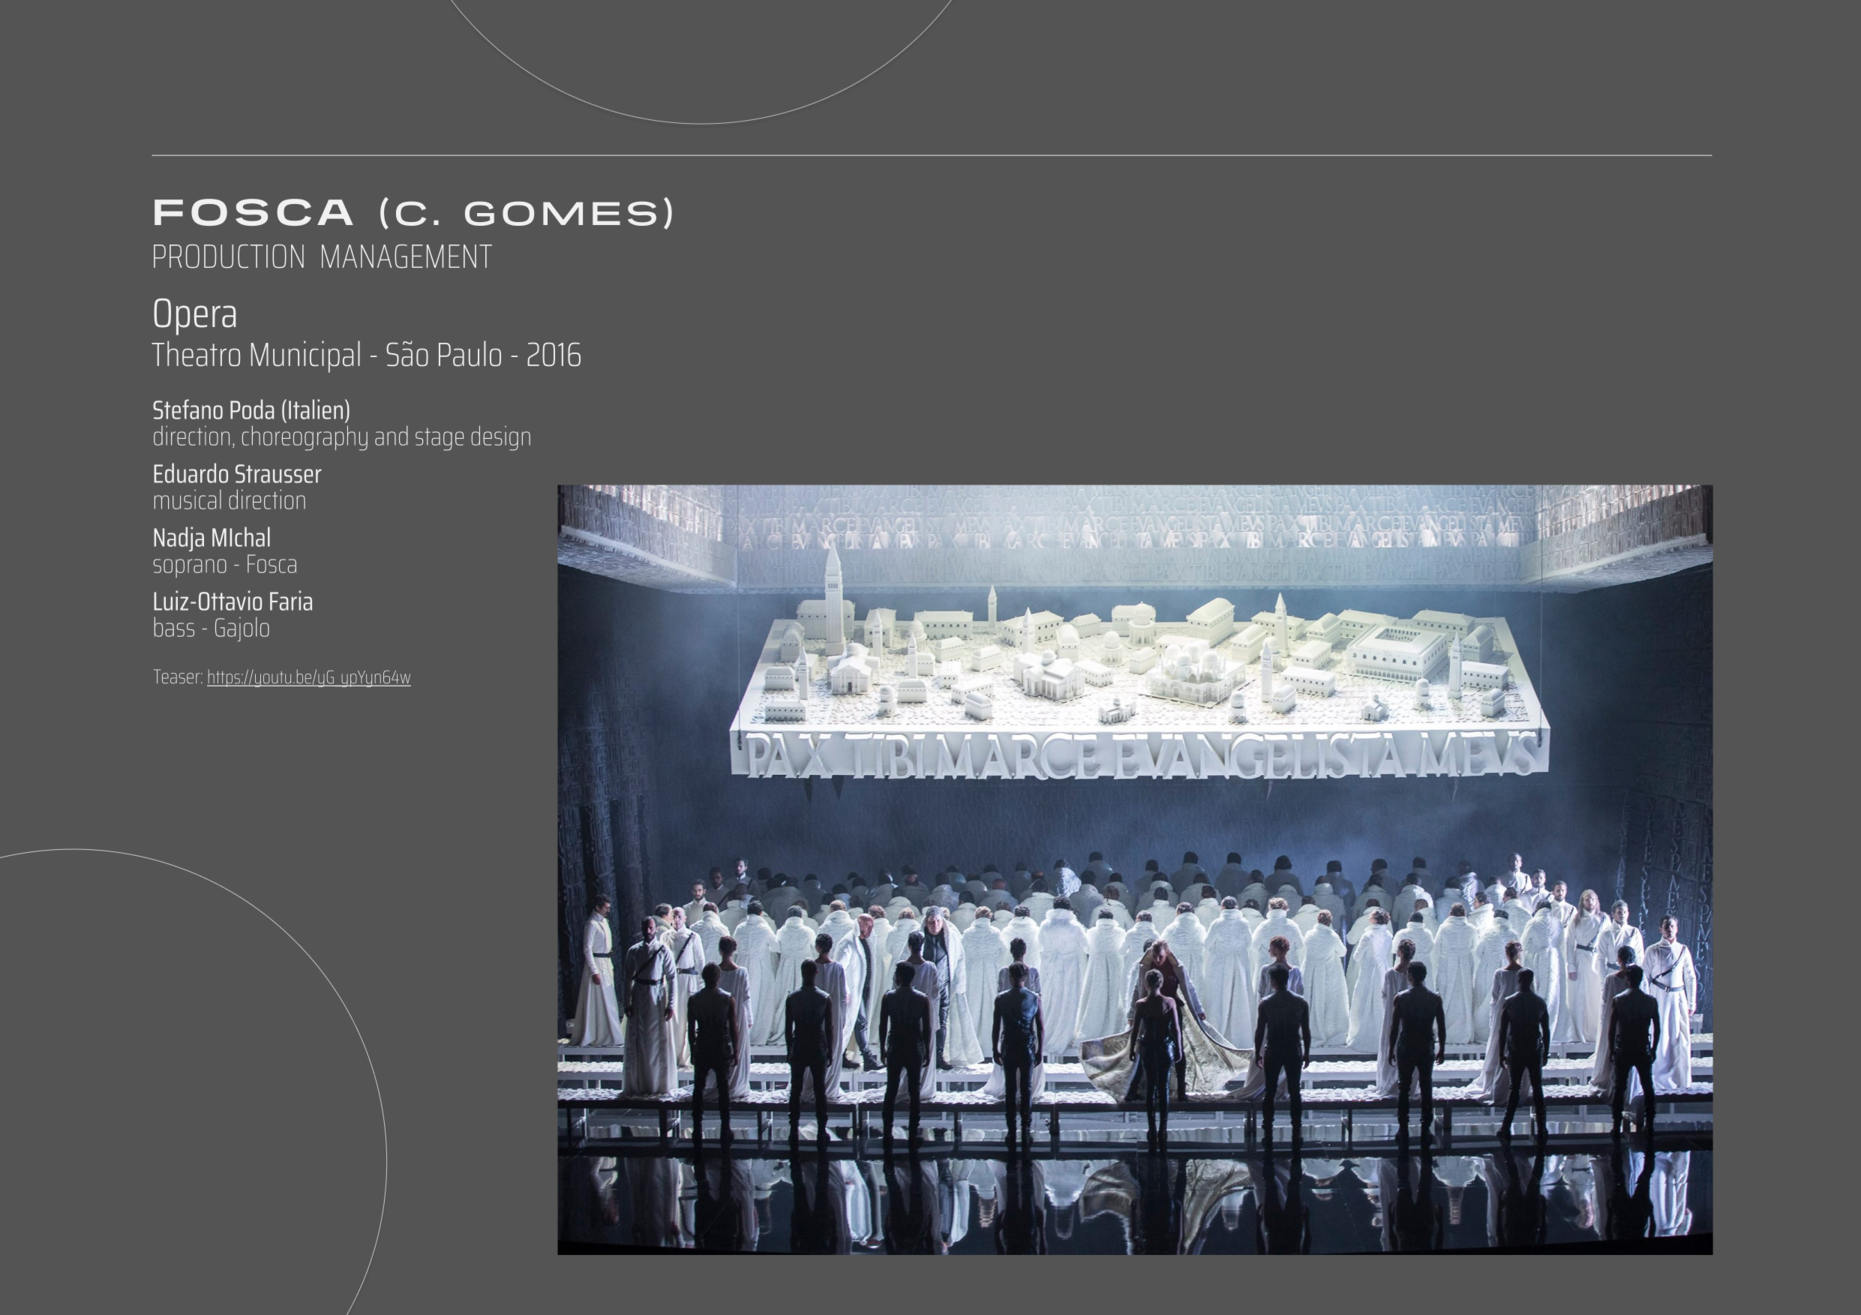 FOSCA (C. GOMES)
PRODUCTION MANAGEMENT
Opera
Theatro Municipal - São Paulo - 2016
Stefano Poda (Italien)
direction, choreography and stage design
Eduardo Strausser
musical direction
Nadja MIchal
soprano - Fosca
Luiz-Ottavio Faria
bass - Gajolo
Teaser: https://youtu.be/yG_ypYyn64w
PAX TIBI MARCE EVANGELISTA MEVS